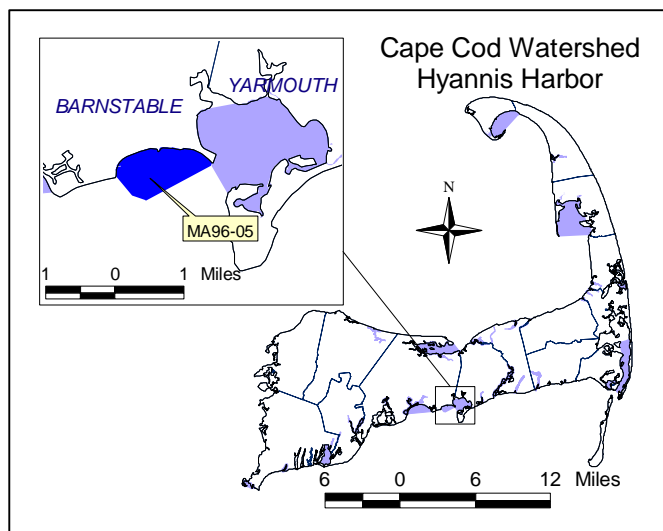 Cape Cod Watershed
Hyannis Harbor
YARMOUTH
BARNSTABLE
MA96-05
1 0 1 Miles
N
6 0 6 12 Miles